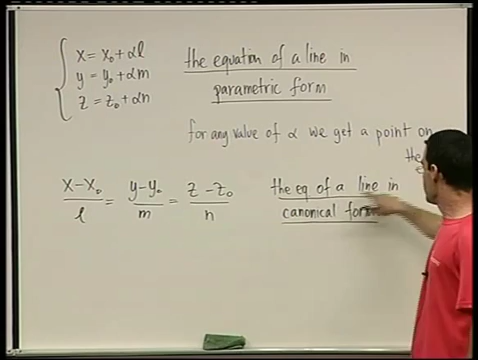 x = x₀ + αl
y = y₀ + αm
z = z₀ + αn
the equation of a line in
parametric form
for any value of α we get a point on
the
(x-x₀)/l = (y-y₀)/m = (z-z₀)/n
the eq of a line in
canonical form